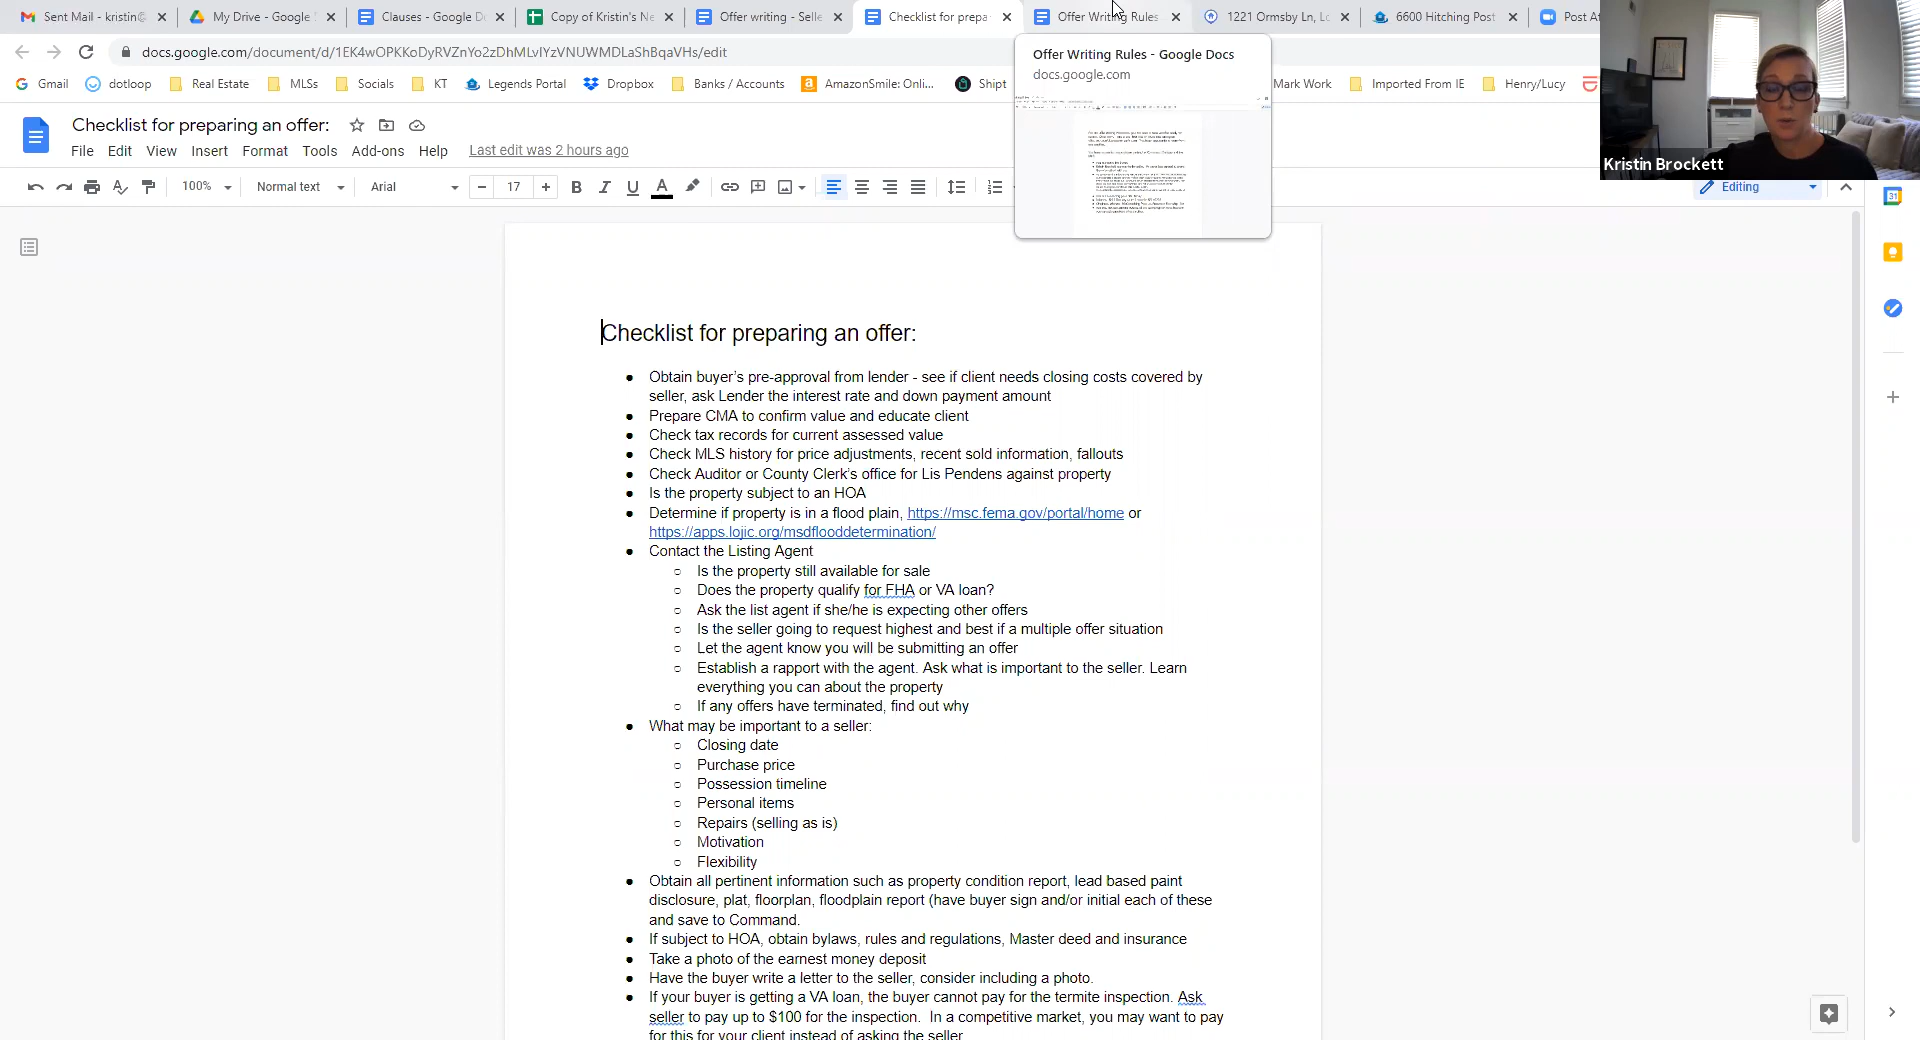 Sent Mail - kristin@
My Drive - Google
Clauses - Google D
Copy of Kristin's Ne
Offer writing - Selle
Checklist for prepa
Offer Writing Rules
1221 Ormsby Ln, Lo
6600 Hitching Post
Post At
docs.google.com/document/d/1EK4wOPKKoDyRVZnYo2zDhMLvIYzVNUWMDLaShBqaVHs/edit
Gmail
dotloop
Real Estate
MLSs
Socials
KT
Legends Portal
Dropbox
Banks / Accounts
AmazonSmile: Onli...
Shipt
Mark Work
Imported From IE
Henry/Lucy
Offer Writing Rules - Google Docs
docs.google.com
Kristin Brockett
Checklist for preparing an offer:
File Edit View Insert Format Tools Add-ons Help Last edit was 2 hours ago
100% Normal text Arial 17 B I U A
Editing
31
Checklist for preparing an offer:
● Obtain buyer's pre-approval from lender - see if client needs closing costs covered by
seller, ask Lender the interest rate and down payment amount
● Prepare CMA to confirm value and educate client
● Check tax records for current assessed value
● Check MLS history for price adjustments, recent sold information, fallouts
● Check Auditor or County Clerk's office for Lis Pendens against property
● Is the property subject to an HOA
● Determine if property is in a flood plain, https://msc.fema.gov/portal/home or
https://apps.lojic.org/msdflooddetermination/
● Contact the Listing Agent
○ Is the property still available for sale
○ Does the property qualify for FHA or VA loan?
○ Ask the list agent if she/he is expecting other offers
○ Is the seller going to request highest and best if a multiple offer situation
○ Let the agent know you will be submitting an offer
○ Establish a rapport with the agent. Ask what is important to the seller. Learn
everything you can about the property
○ If any offers have terminated, find out why
● What may be important to a seller:
○ Closing date
○ Purchase price
○ Possession timeline
○ Personal items
○ Repairs (selling as is)
○ Motivation
○ Flexibility
● Obtain all pertinent information such as property condition report, lead based paint
disclosure, plat, floorplan, floodplain report (have buyer sign and/or initial each of these
and save to Command.
● If subject to HOA, obtain bylaws, rules and regulations, Master deed and insurance
● Take a photo of the earnest money deposit
● Have the buyer write a letter to the seller, consider including a photo.
● If your buyer is getting a VA loan, the buyer cannot pay for the termite inspection. Ask
seller to pay up to $100 for the inspection. In a competitive market, you may want to pay
for this for your client instead of asking the seller